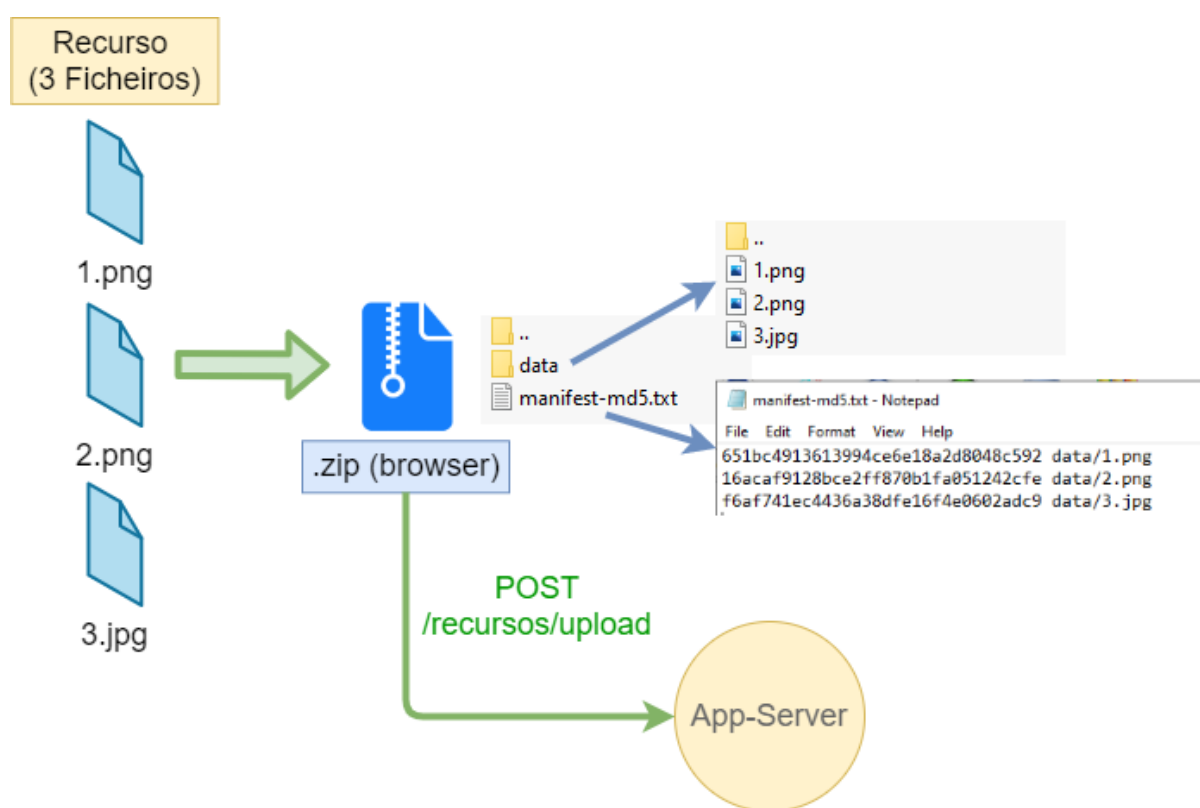 Recurso
(3 Ficheiros)
1.png
2.png
3.jpg
.zip (browser)
..
data
manifest-md5.txt
..
1.png
2.png
3.jpg
manifest-md5.txt - Notepad
File Edit Format View Help
651bc4913613994ce6e18a2d8048c592 data/1.png
16acaf9128bce2ff870b1fa051242cfe data/2.png
f6af741ec4436a38dfe16f4e0602adc9 data/3.jpg
POST
/recursos/upload
App-Server